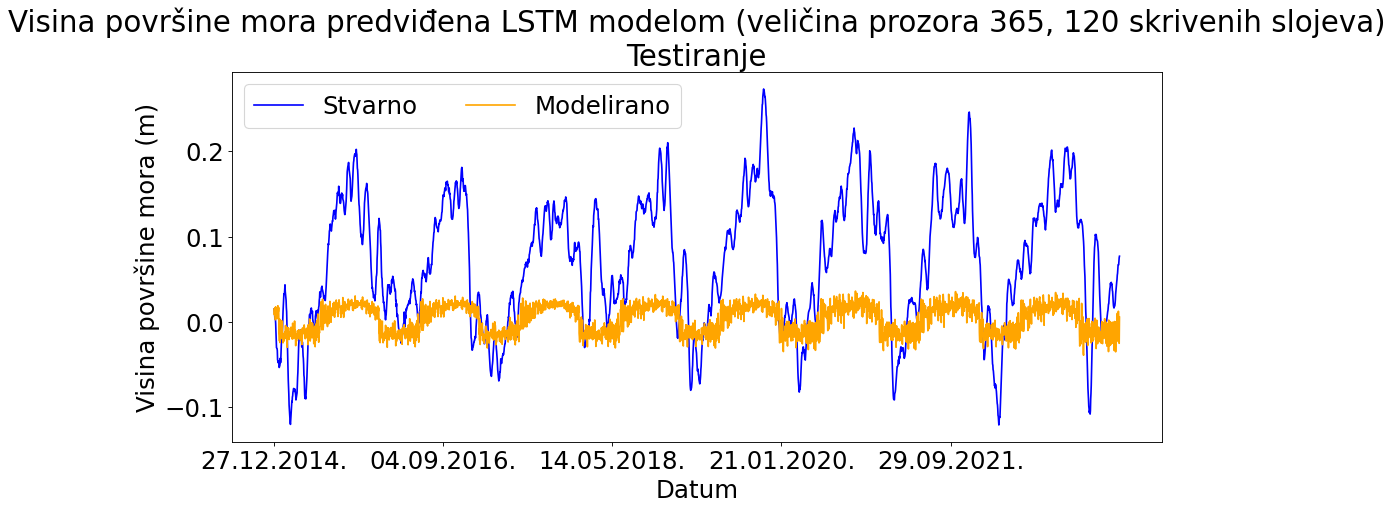 Visina površine mora predviđena LSTM modelom (veličina prozora 365, 120 skrivenih slojeva)
Testiranje
Stvarno Modelirano
Visina površine mora (m)
0.2
0.1
0.0
−0.1
27.12.2014. 04.09.2016. 14.05.2018. 21.01.2020. 29.09.2021.
Datum